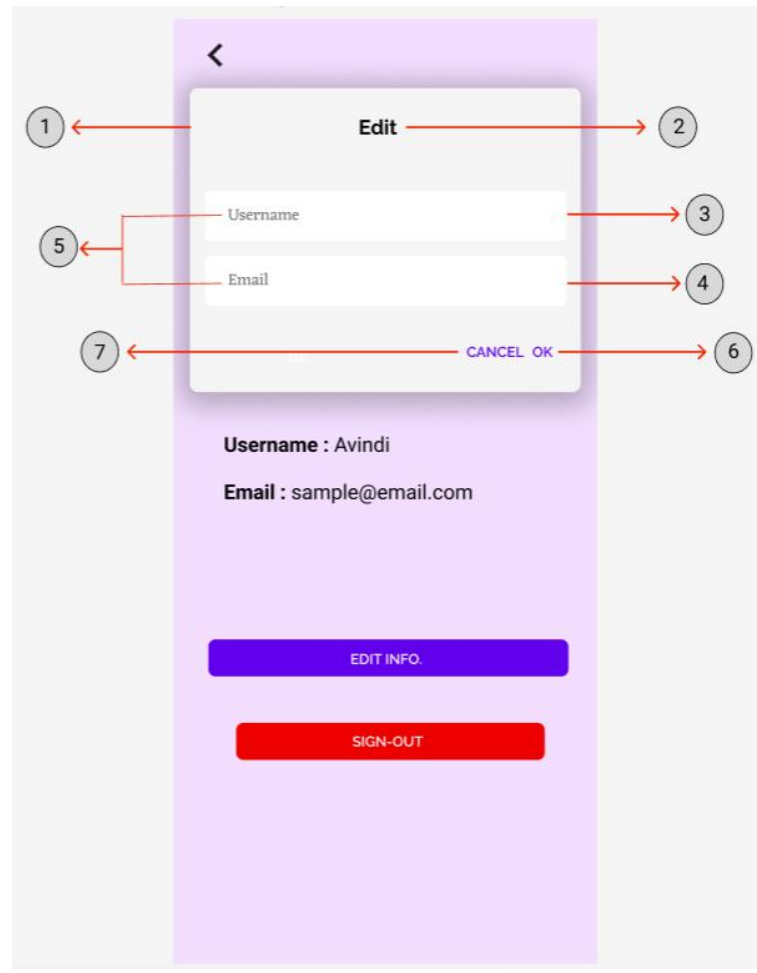 1
Edit
2
Username
3
5
Email
4
7
CANCEL OK
6
Username : Avindi
Email : sample@email.com
EDIT INFO.
SIGN-OUT